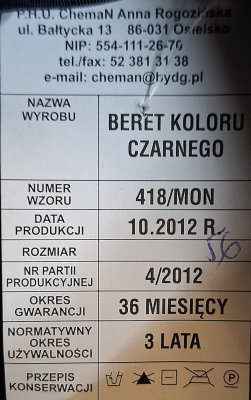 P.R.O. ChemaN Anna Rogozińska
ul. Bałtycka 13 86-031 Osielsko
NIP: 554-111-26-70
tel./fax: 52 381 31 38
e-mail: cheman@bydg.pl
NAZWA WYROBU
BERET KOLORU CZARNEGO
NUMER WZORU
418/MON
DATA PRODUKCJI
10.2012 R.
ROZMIAR
56
NR PARTII PRODUKCYJNEJ
4/2012
OKRES GWARANCJI
36 MIESIĘCY
NORMATYWNY OKRES UŻYWALNOŚCI
3 LATA
PRZEPIS KONSERWACJI